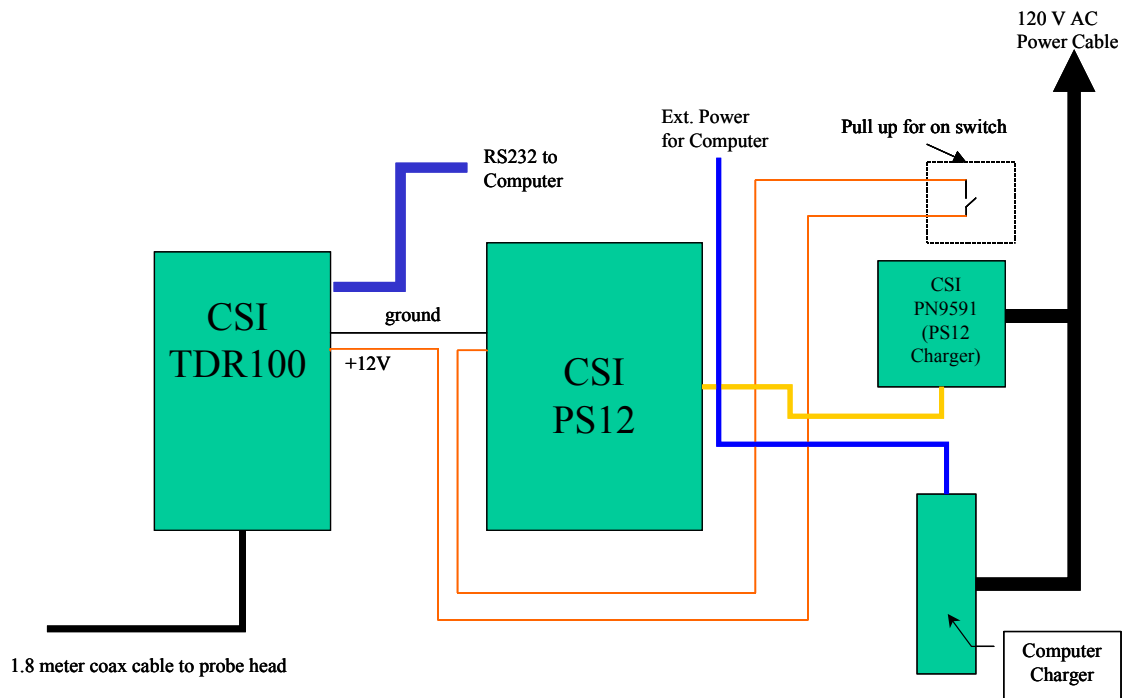 120 V AC
Power Cable
Ext. Power
for Computer
Pull up for on switch
RS232 to
Computer
CSI
TDR100
ground
+12V
CSI
PS12
CSI
PN9591
(PS12
Charger)
1.8 meter coax cable to probe head
Computer
Charger